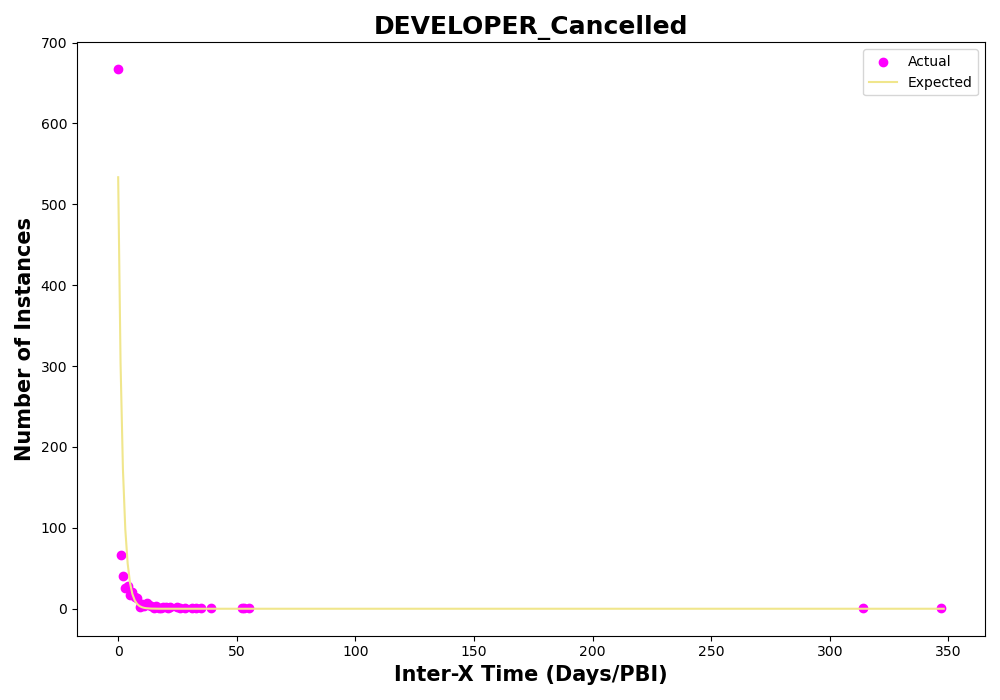 DEVELOPER_Cancelled
Actual
Expected
700
600
500
400
300
200
100
0
Number of Instances
0 50 100 150 200 250 300 350
Inter-X Time (Days/PBI)